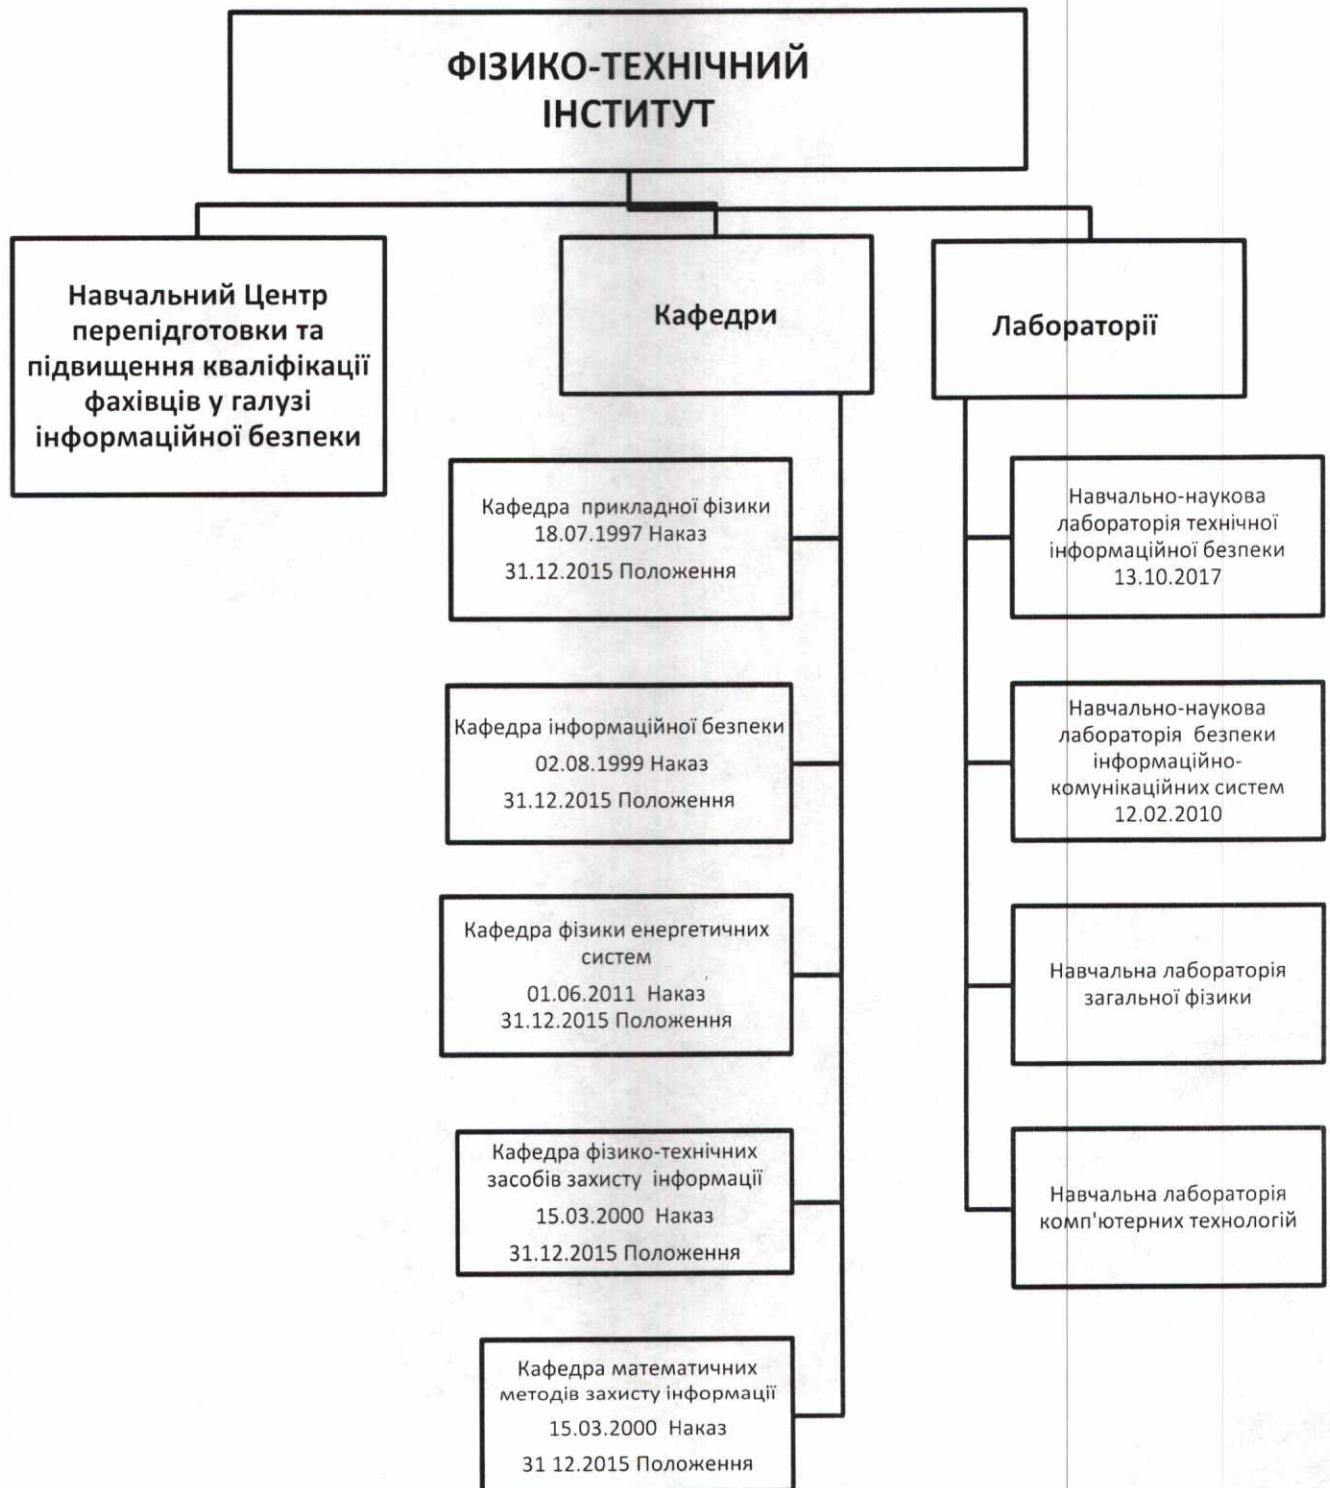 ФІЗИКО-ТЕХНІЧНИЙ
ІНСТИТУТ
Навчальний Центр
перепідготовки та
підвищення кваліфікації
фахівців у галузі
інформаційної безпеки
Кафедри
Кафедра прикладної фізики
18.07.1997 Наказ
31.12.2015 Положення
Кафедра інформаційної безпеки
02.08.1999 Наказ
31.12.2015 Положення
Кафедра фізики енергетичних
систем
01.06.2011 Наказ
31.12.2015 Положення
Кафедра фізико-технічних
засобів захисту інформації
15.03.2000 Наказ
31.12.2015 Положення
Кафедра математичних
методів захисту інформації
15.03.2000 Наказ
31 12.2015 Положення
Лабораторії
Навчально-наукова
лабораторія технічної
інформаційної безпеки
13.10.2017
Навчально-наукова
лабораторія безпеки
інформаційно-
комунікаційних систем
12.02.2010
Навчальна лабораторія
загальної фізики
Навчальна лабораторія
комп'ютерних технологій